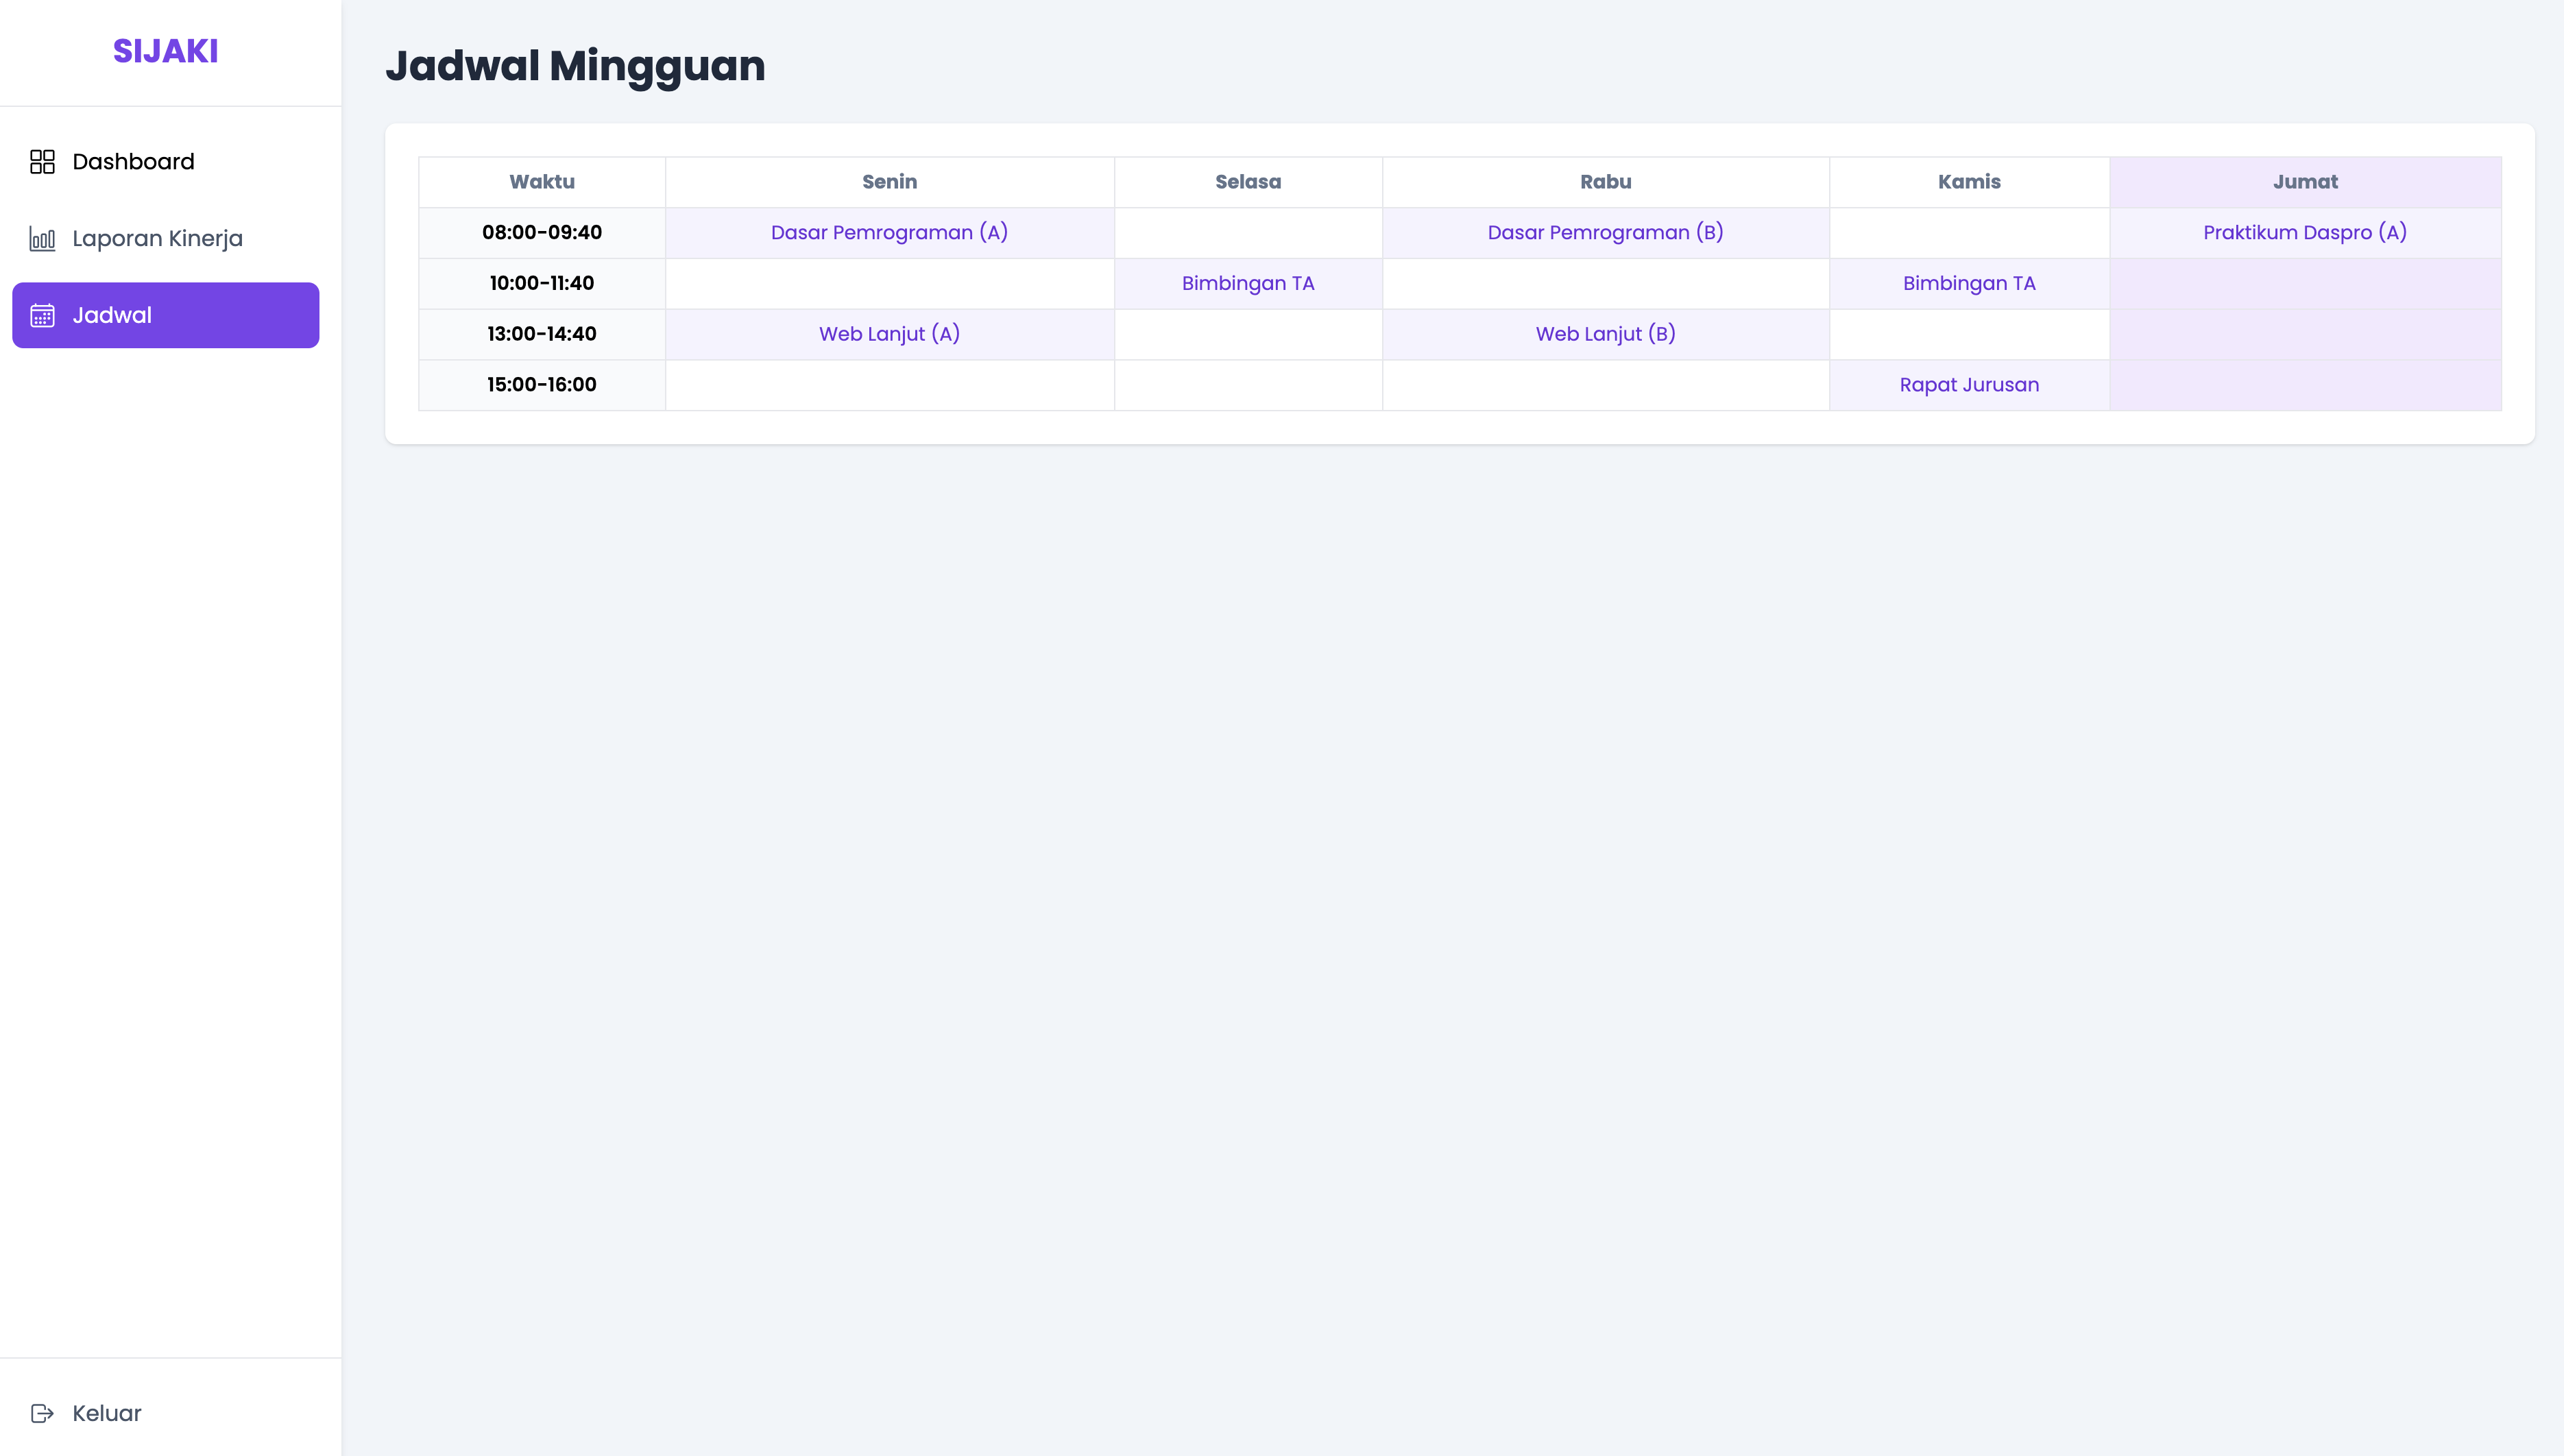 SIJAKI
Dashboard
Laporan Kinerja
Jadwal
Keluar
Jadwal Mingguan
Waktu Senin Selasa Rabu Kamis Jumat
08:00-09:40 Dasar Pemrograman (A) Dasar Pemrograman (B) Praktikum Daspro (A)
10:00-11:40 Bimbingan TA Bimbingan TA
13:00-14:40 Web Lanjut (A) Web Lanjut (B)
15:00-16:00 Rapat Jurusan